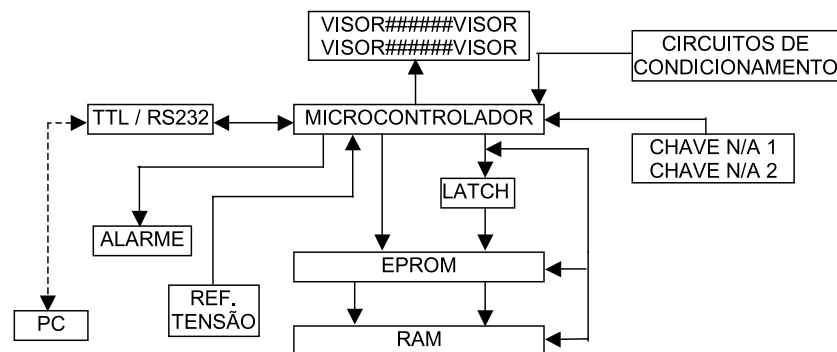 VISOR######VISOR
VISOR######VISOR
CIRCUITOS DE
CONDICIONAMENTO
TTL / RS232
MICROCONTROLADOR
CHAVE N/A 1
CHAVE N/A 2
LATCH
ALARME
EPROM
REF.
TENSÃO
PC
RAM